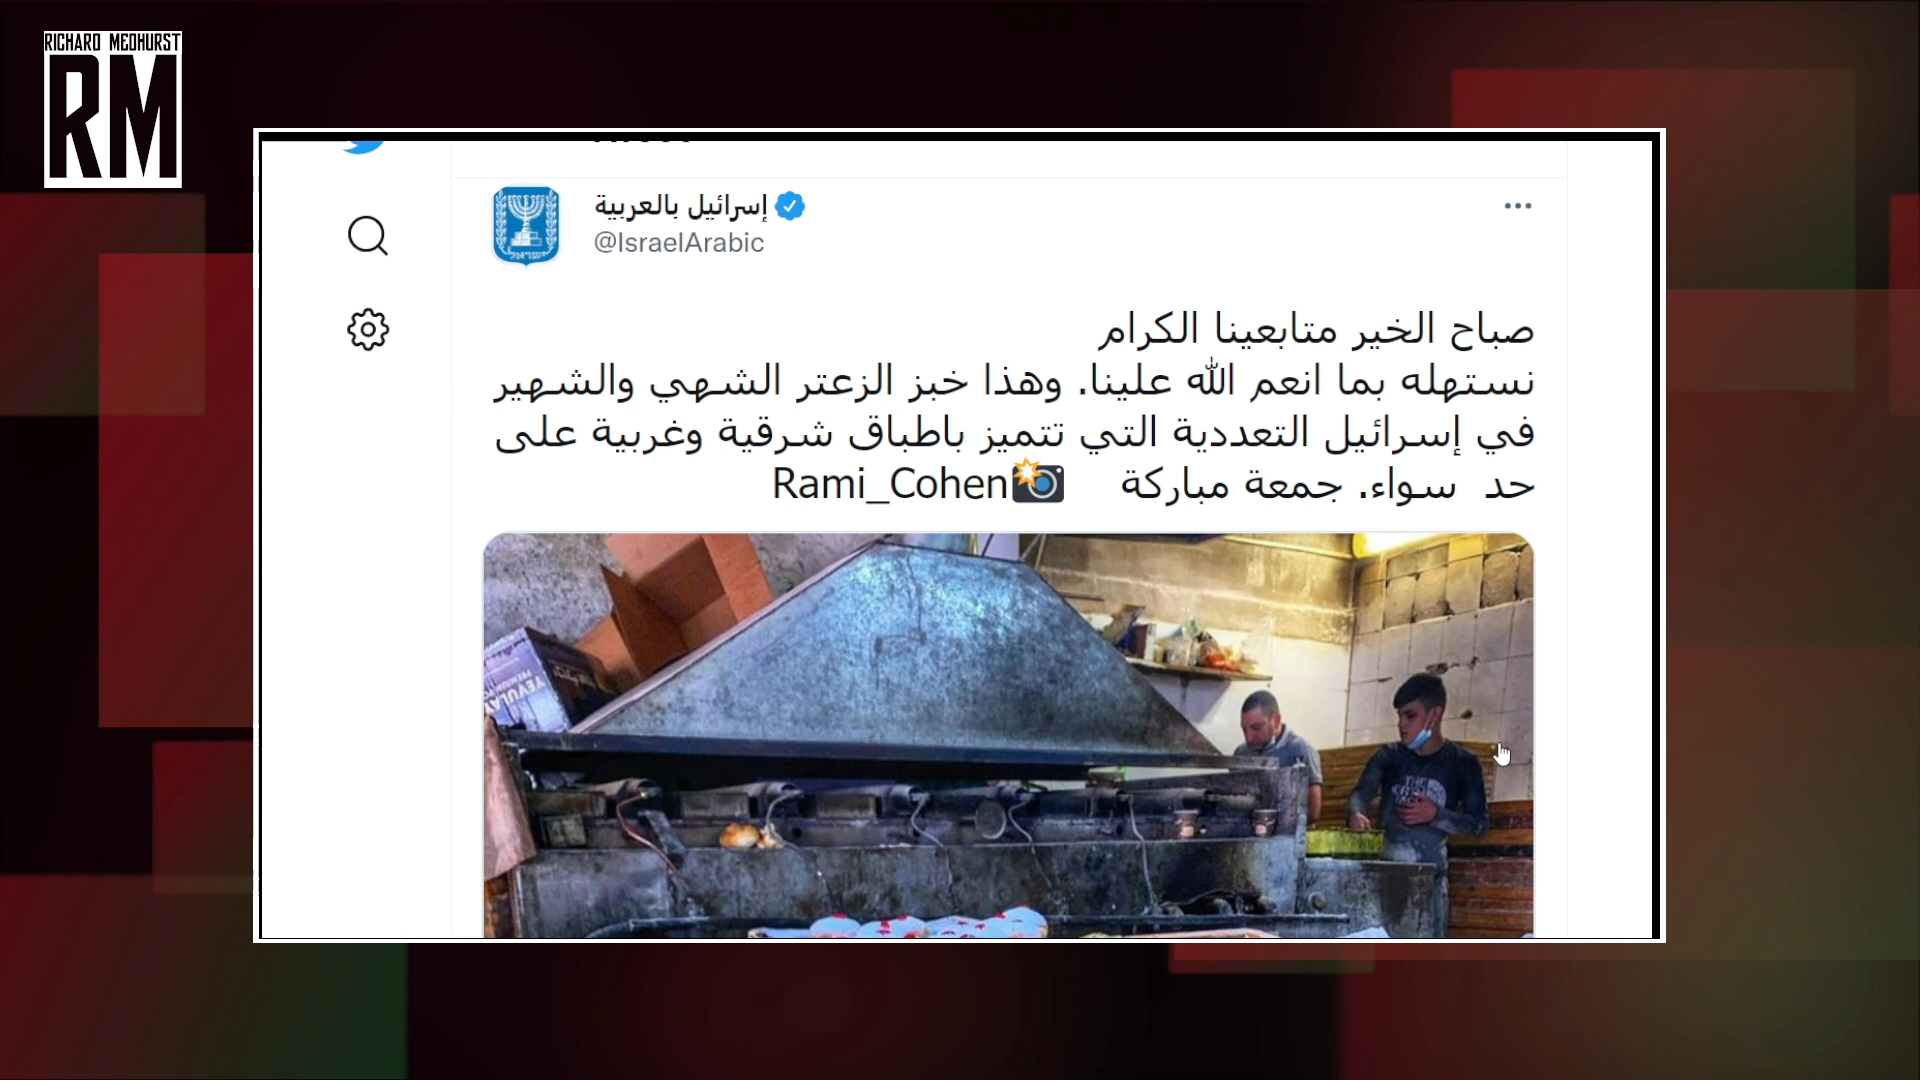 RICHARD MEDHURST
RM
إسرائيل بالعربية
@IsraelArabic
صباح الخير متابعينا الكرام
نستهله بما انعم الله علينا. وهذا خبز الزعتر الشهي والشهير
في إسرائيل التعددية التي تتميز باطباق شرقية وغربية على
حد سواء. جمعة مباركة 📸Rami_Cohen
THE